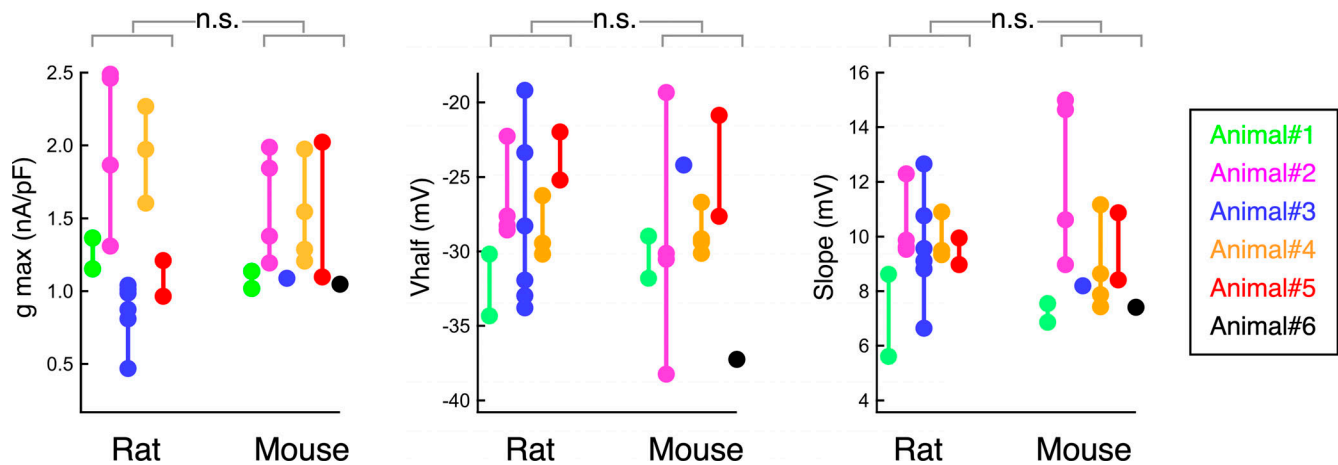 n.s.
n.s.
n.s.
g max (nA/pF)
2.5
2.0
1.5
1.0
0.5
Rat
Mouse
Vhalf (mV)
-20
-25
-30
-35
-40
Rat
Mouse
Slope (mV)
16
14
12
10
8
6
4
Rat
Mouse
Animal#1
Animal#2
Animal#3
Animal#4
Animal#5
Animal#6